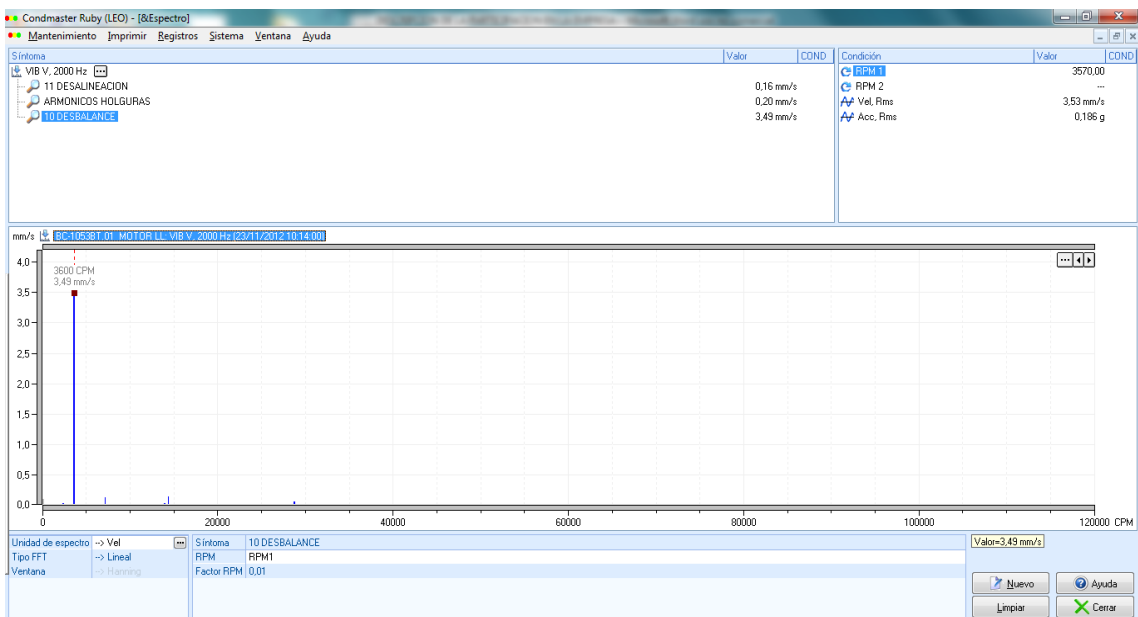 Condmaster Ruby (LEO) - [&Espectro]
Mantenimiento Imprimir Registros Sistema Ventana Ayuda
Síntoma Valor COND
VIB V, 2000 Hz
11 DESALINEACION 0,16 mm/s
ARMONICOS HOLGURAS 0,20 mm/s
10 DESBALANCE 3,49 mm/s
Condición Valor COND
RPM 1 3570,00
RPM 2 ---
Vel, Rms 3,53 mm/s
Acc, Rms 0,186 g
mm/s BC-1053BT.01 MOTOR LL. VIB V, 2000 Hz (23/11/2012 10:14:00)
3600 CPM
3,49 mm/s
4,0
3,5
3,0
2,5
2,0
1,5
1,0
0,5
0,0
0 20000 40000 60000 80000 100000 120000 CPM
Unidad de espectro --> Vel
Tipo FFT --> Lineal
Ventana --> Hanning
Síntoma 10 DESBALANCE
RPM RPM1
Factor RPM 0,01
Valor=3,49 mm/s
Nuevo Ayuda
Limpiar Cerrar